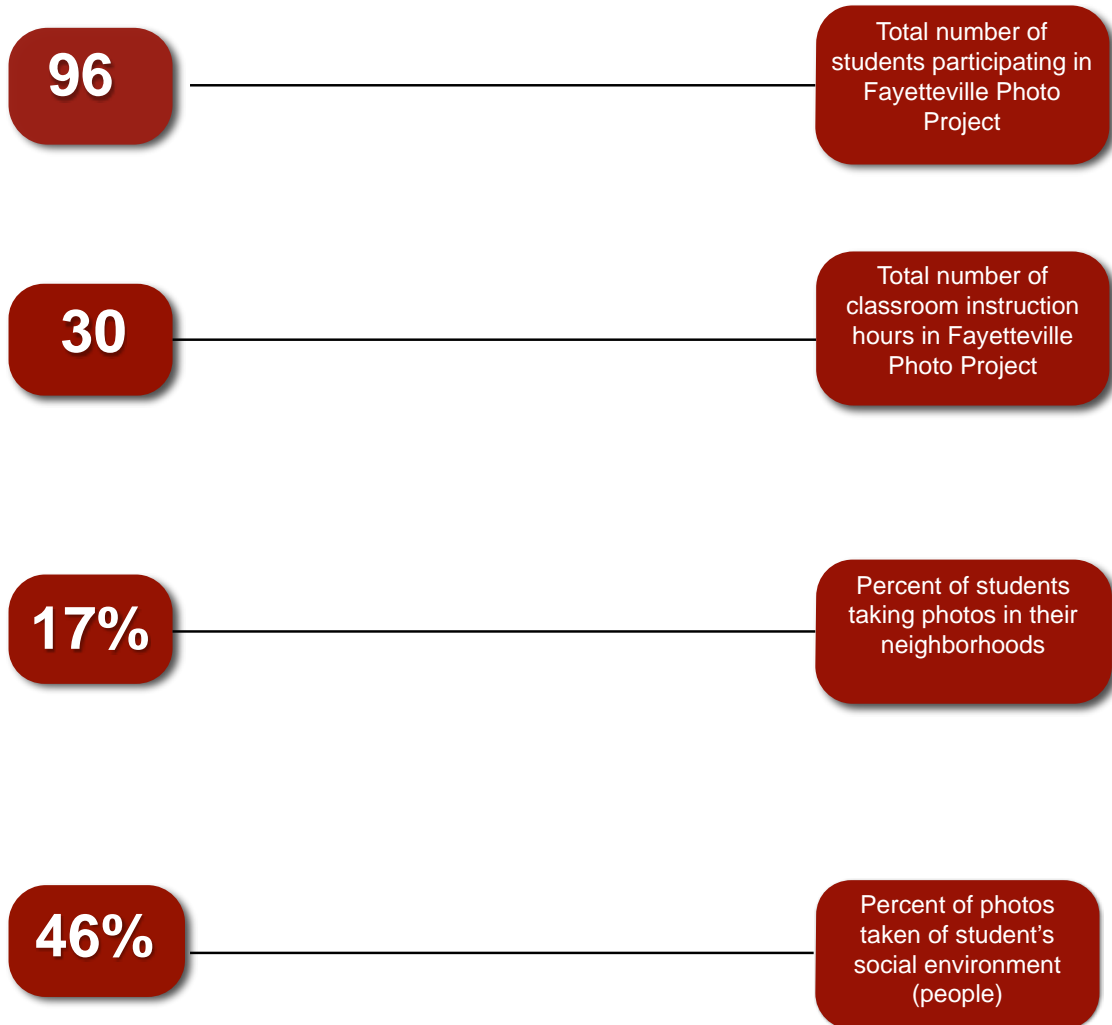 96
Total number of
students participating in
Fayetteville Photo
Project
30
Total number of
classroom instruction
hours in Fayetteville
Photo Project
17%
Percent of students
taking photos in their
neighborhoods
46%
Percent of photos
taken of student’s
social environment
(people)